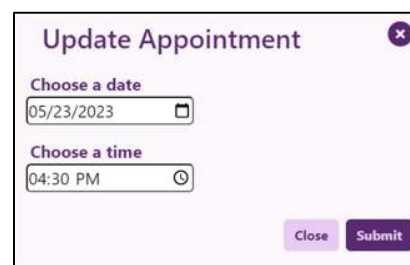 Update Appointment
Choose a date
05/23/2023
Choose a time
04:30 PM
Close Submit